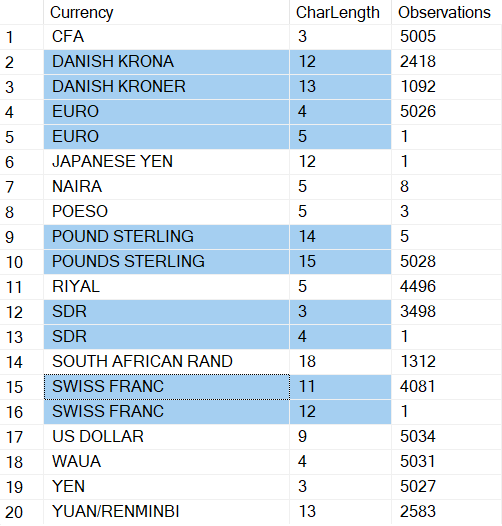 Currency CharLength Observations
1 CFA 3 5005
2 DANISH KRONA 12 2418
3 DANISH KRONER 13 1092
4 EURO 4 5026
5 EURO 5 1
6 JAPANESE YEN 12 1
7 NAIRA 5 8
8 POESO 5 3
9 POUND STERLING 14 5
10 POUNDS STERLING 15 5028
11 RIYAL 5 4496
12 SDR 3 3498
13 SDR 4 1
14 SOUTH AFRICAN RAND 18 1312
15 SWISS FRANC 11 4081
16 SWISS FRANC 12 1
17 US DOLLAR 9 5034
18 WAUA 4 5031
19 YEN 3 5027
20 YUAN/RENMINBI 13 2583